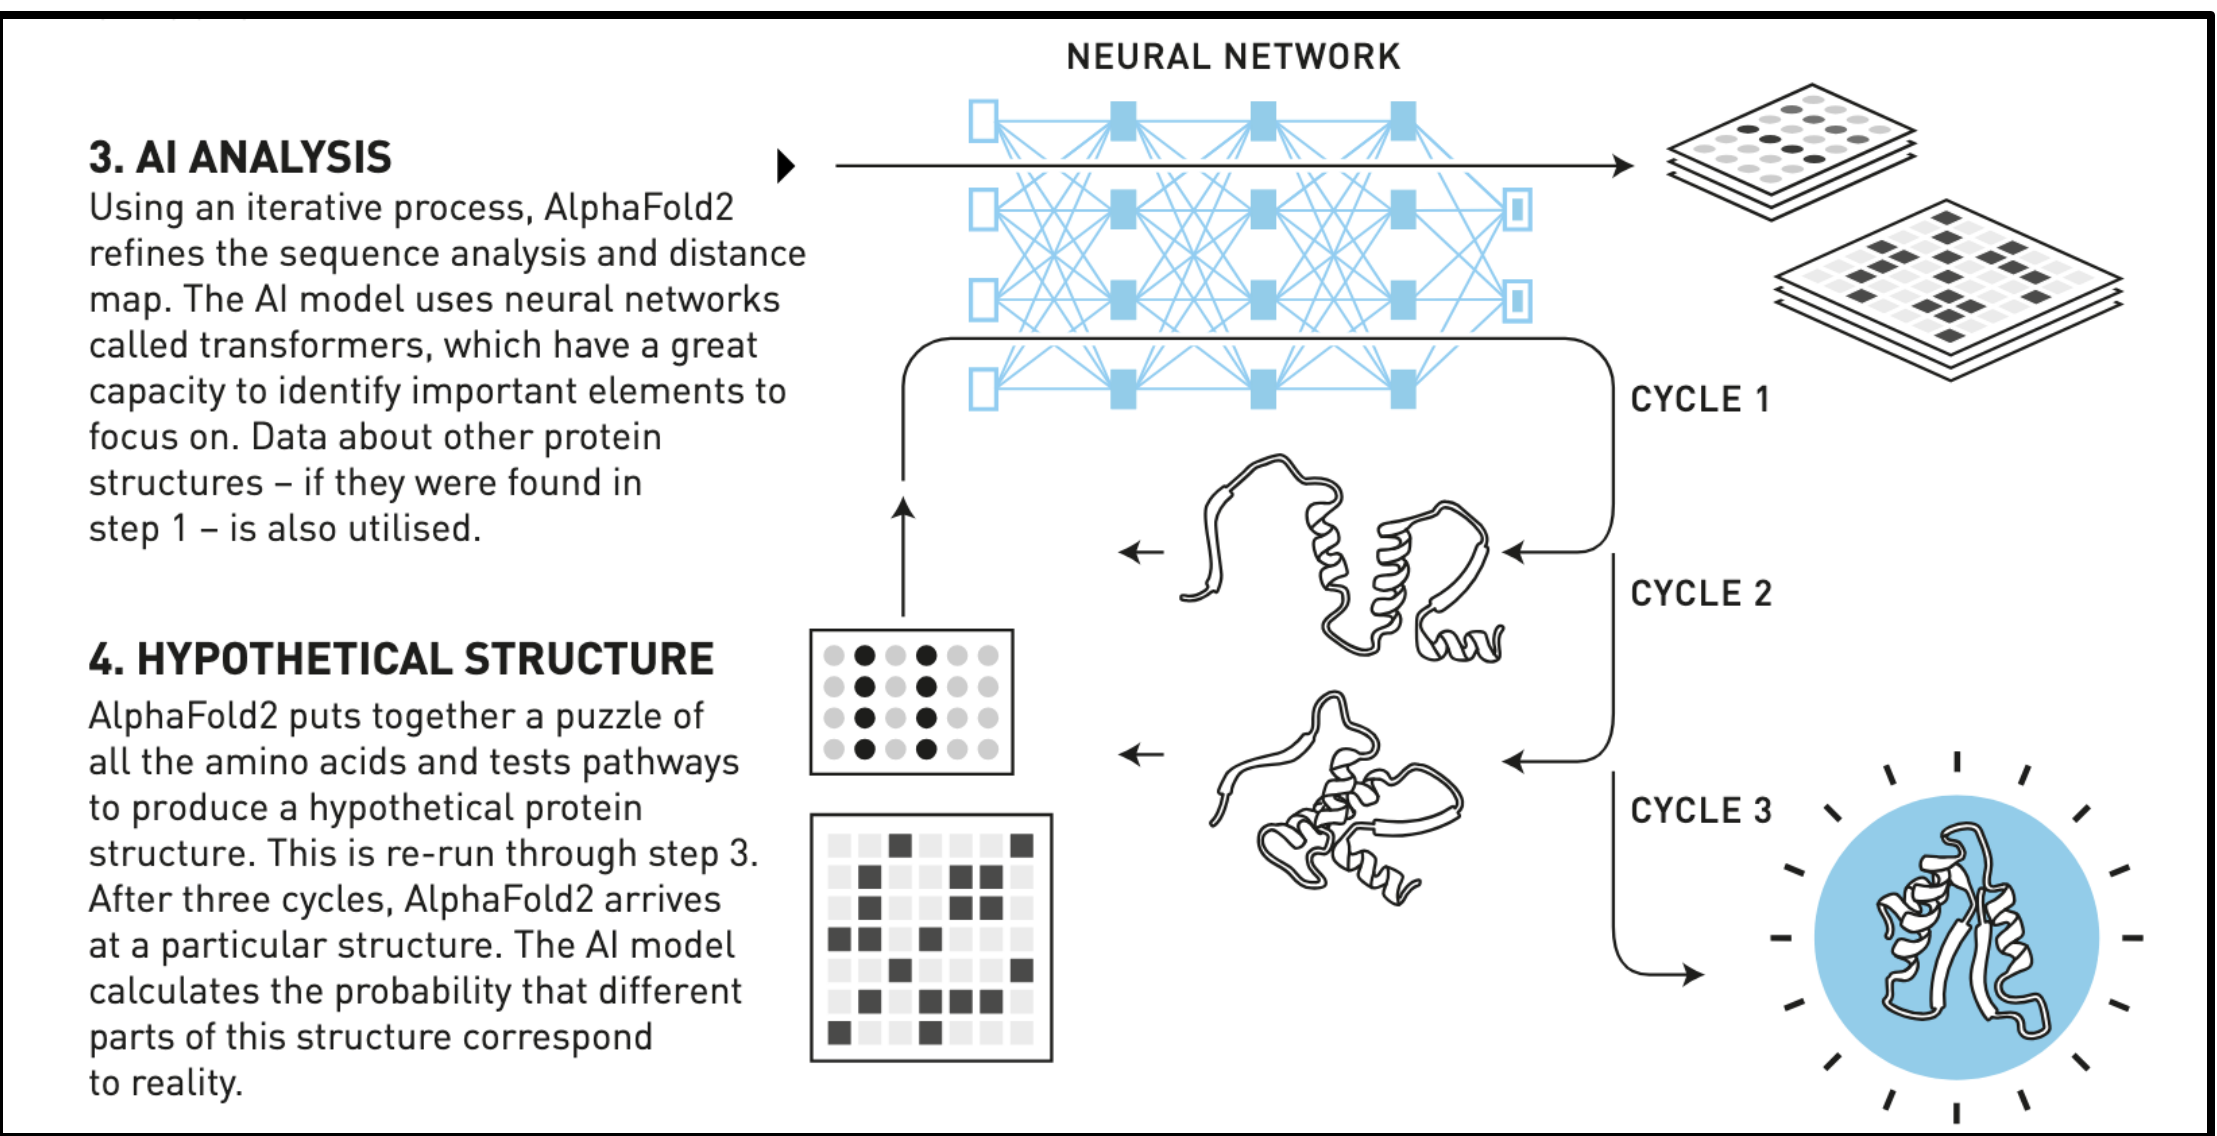 NEURAL NETWORK
3. AI ANALYSIS
Using an iterative process, AlphaFold2
refines the sequence analysis and distance
map. The AI model uses neural networks
called transformers, which have a great
capacity to identify important elements to
focus on. Data about other protein
structures – if they were found in
step 1 – is also utilised.
4. HYPOTHETICAL STRUCTURE
AlphaFold2 puts together a puzzle of
all the amino acids and tests pathways
to produce a hypothetical protein
structure. This is re-run through step 3.
After three cycles, AlphaFold2 arrives
at a particular structure. The AI model
calculates the probability that different
parts of this structure correspond
to reality.
CYCLE 1
CYCLE 2
CYCLE 3